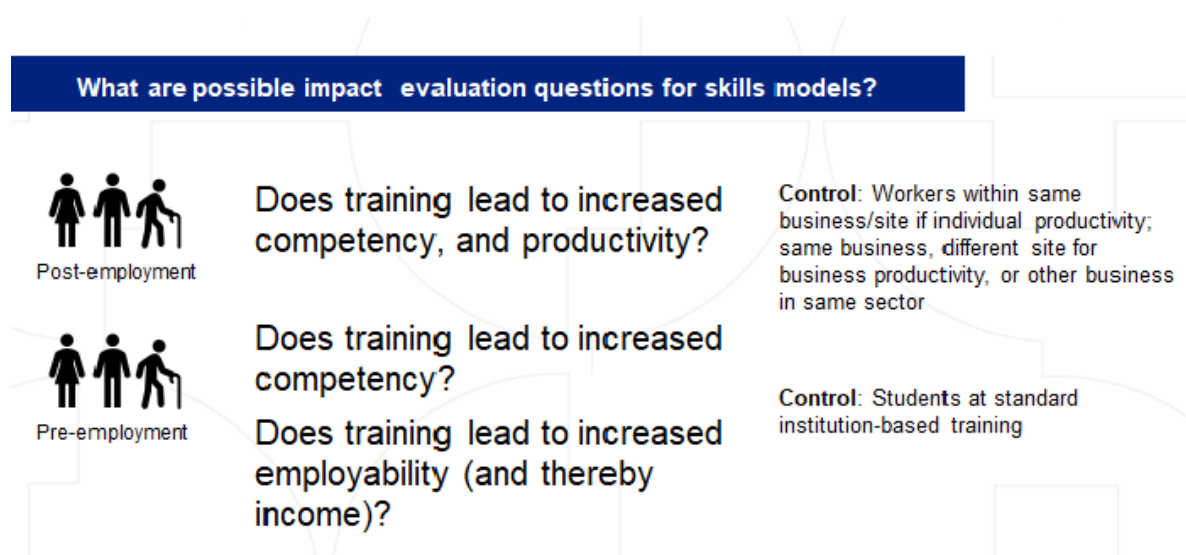 What are possible impact evaluation questions for skills models?
Post-employment
Does training lead to increased
competency, and productivity?
Control: Workers within same
business/site if individual productivity;
same business, different site for
business productivity, or other business
in same sector
Pre-employment
Does training lead to increased
competency?
Does training lead to increased
employability (and thereby
income)?
Control: Students at standard
institution-based training